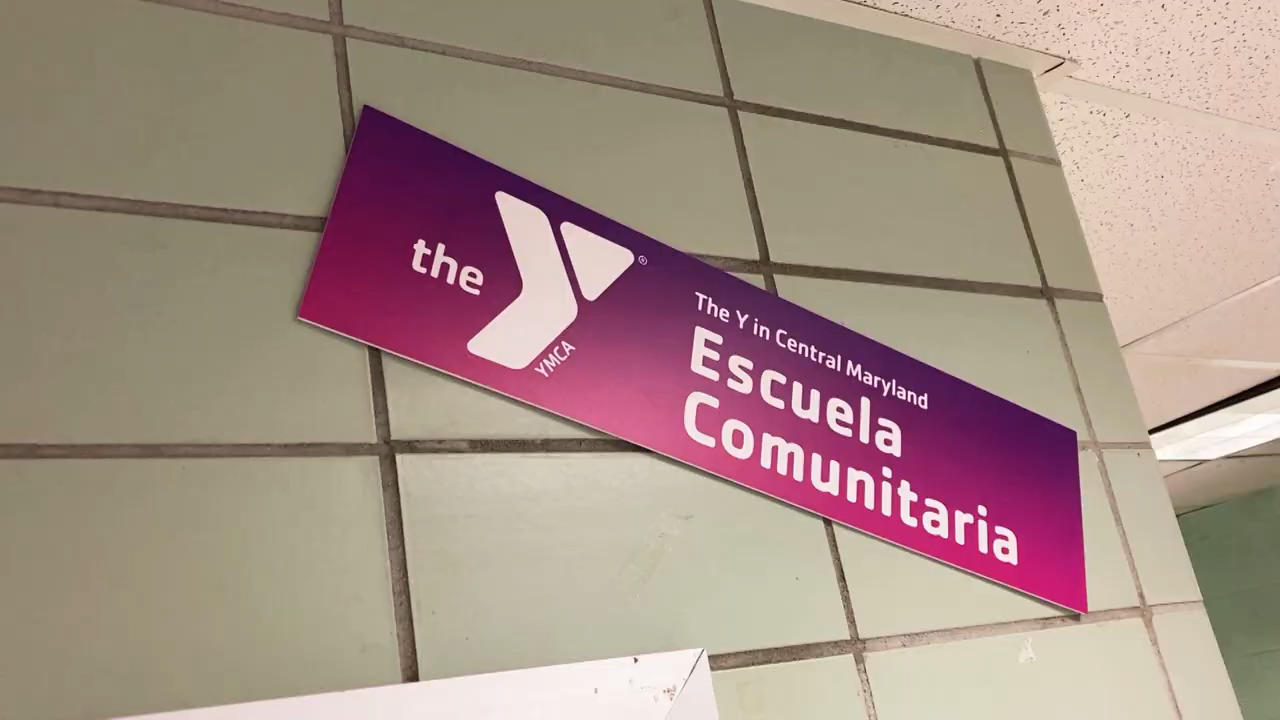 the Y®
YMCA
The Y in Central Maryland
Escuela
Comunitaria